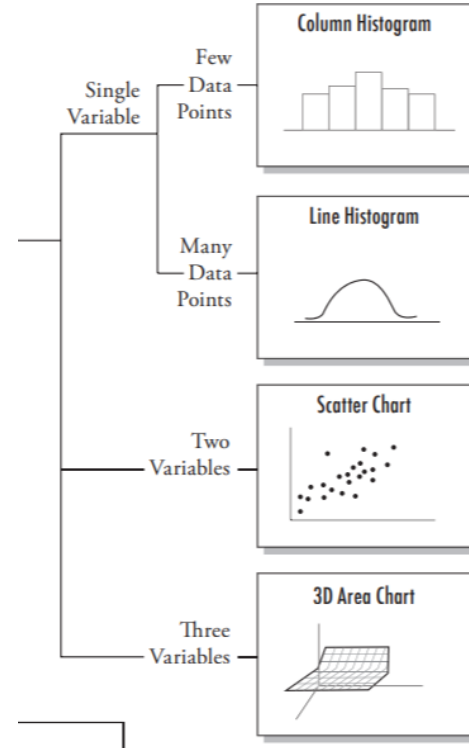 Column Histogram
Few
Data
Points
Single
Variable
Line Histogram
Many
Data
Points
Scatter Chart
Two
Variables
3D Area Chart
Three
Variables